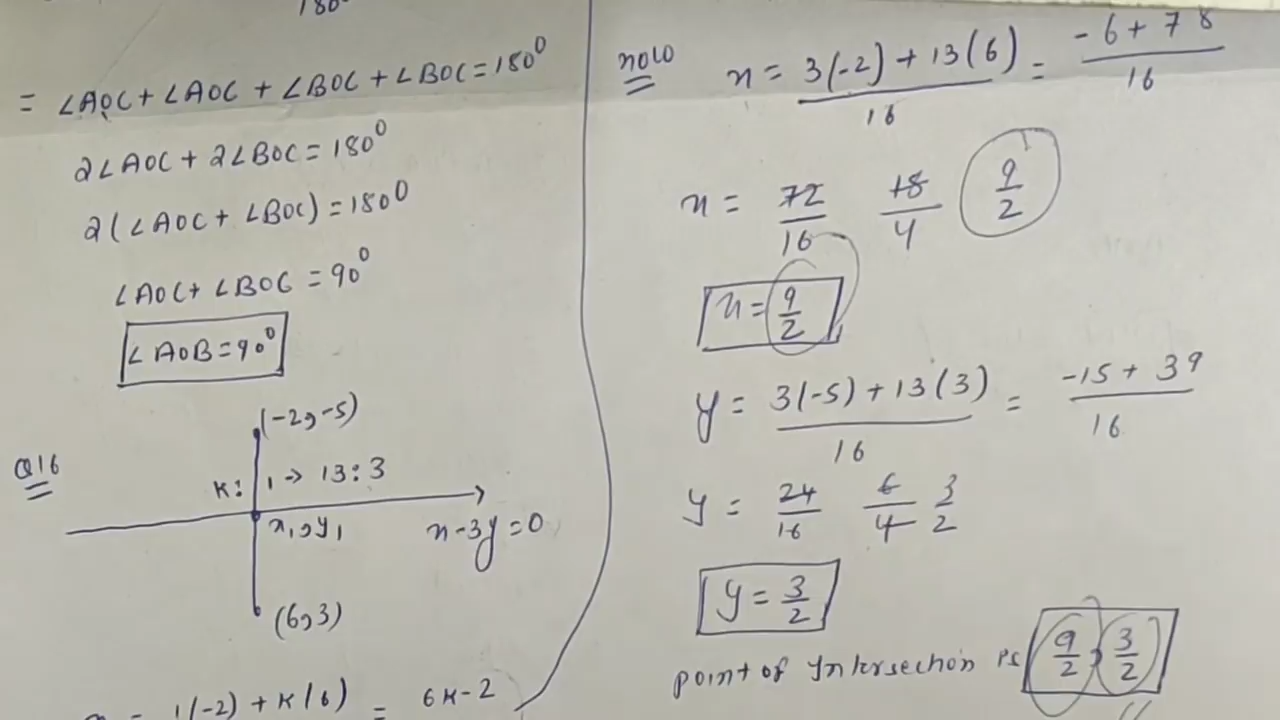 180°
= ∠AOC + ∠AOC + ∠BOC + ∠BOC = 180°
2∠AOC + 2∠BOC = 180°
2(∠AOC + ∠BOC) = 180°
∠AOC + ∠BOC = 90°
∠AOB = 90°
Q16
(-2, -5)
K:1 → 13:3
x₁, y₁
x-3y=0
(6, 3)
1(-2) + K(6) = 6K-2
now x = 3(-2) + 13(6) / 16 = -6 + 78 / 16
x = 72/16 18/4 9/2
x = 9/2
y = 3(-5) + 13(3) / 16 = -15 + 39 / 16
y = 24/16 6/4 3/2
y = 3/2
point of Intersection is (9/2, 3/2)